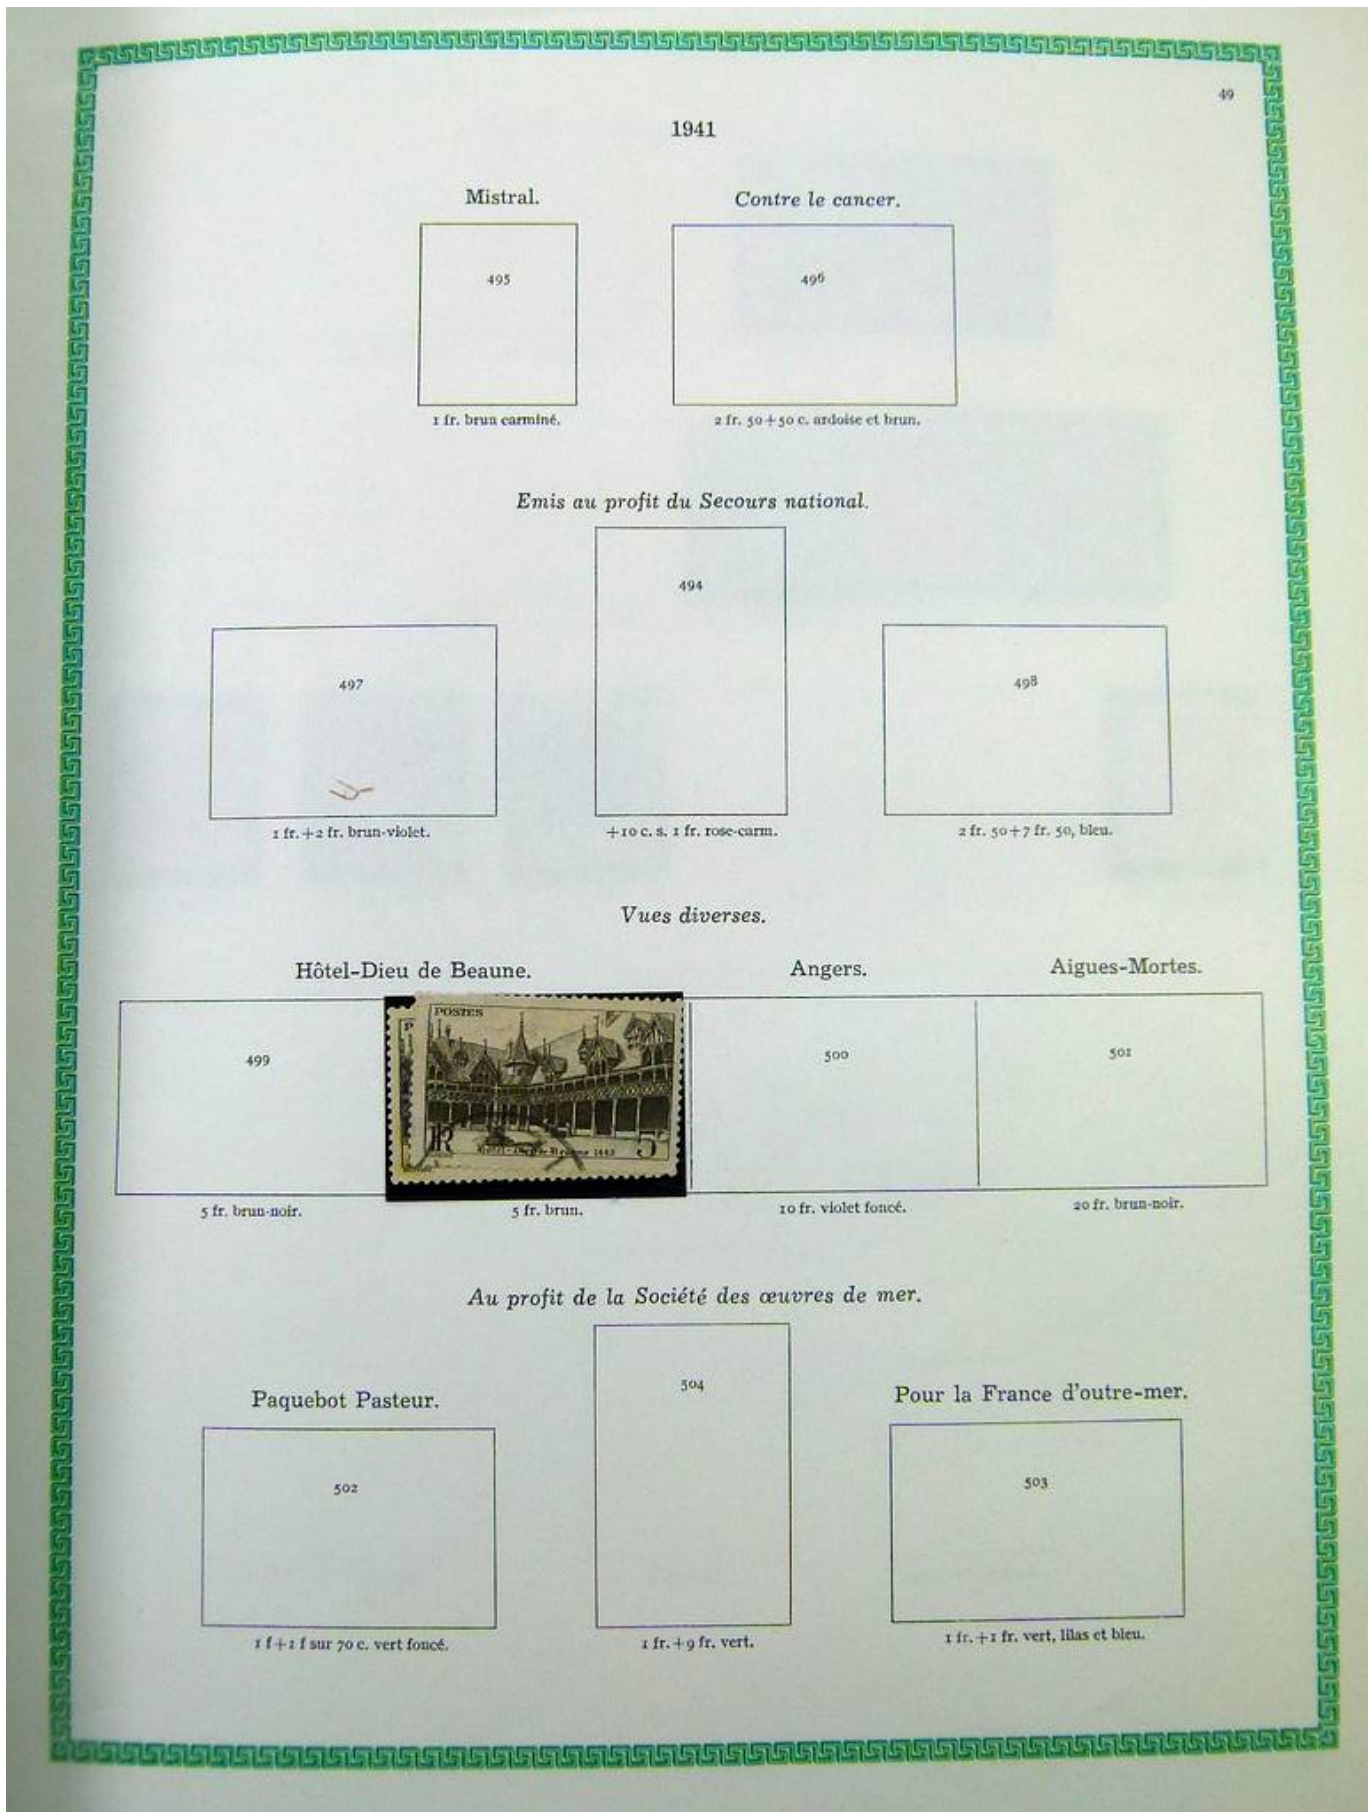 49
1941
Mistral.
Contre le cancer.
495
496
1 fr. brun carminé.
2 fr. 50+50 c. ardoise et brun.
Emis au profit du Secours national.
494
497
498
1 fr.+2 fr. brun-violet.
+10 c. s. 1 fr. rose-carm.
2 fr. 50+7 fr. 50, bleu.
Vues diverses.
Hôtel-Dieu de Beaune.
Angers.
Aigues-Mortes.
P
POSTES
499
500
501
RF
5F
5 fr. brun-noir.
5 fr. brun.
10 fr. violet foncé.
20 fr. brun-noir.
Au profit de la Société des œuvres de mer.
504
Paquebot Pasteur.
Pour la France d'outre-mer.
502
503
1 f+1 f sur 70 c. vert foncé.
1 fr.+9 fr. vert.
1 fr.+1 fr. vert, lilas et bleu.